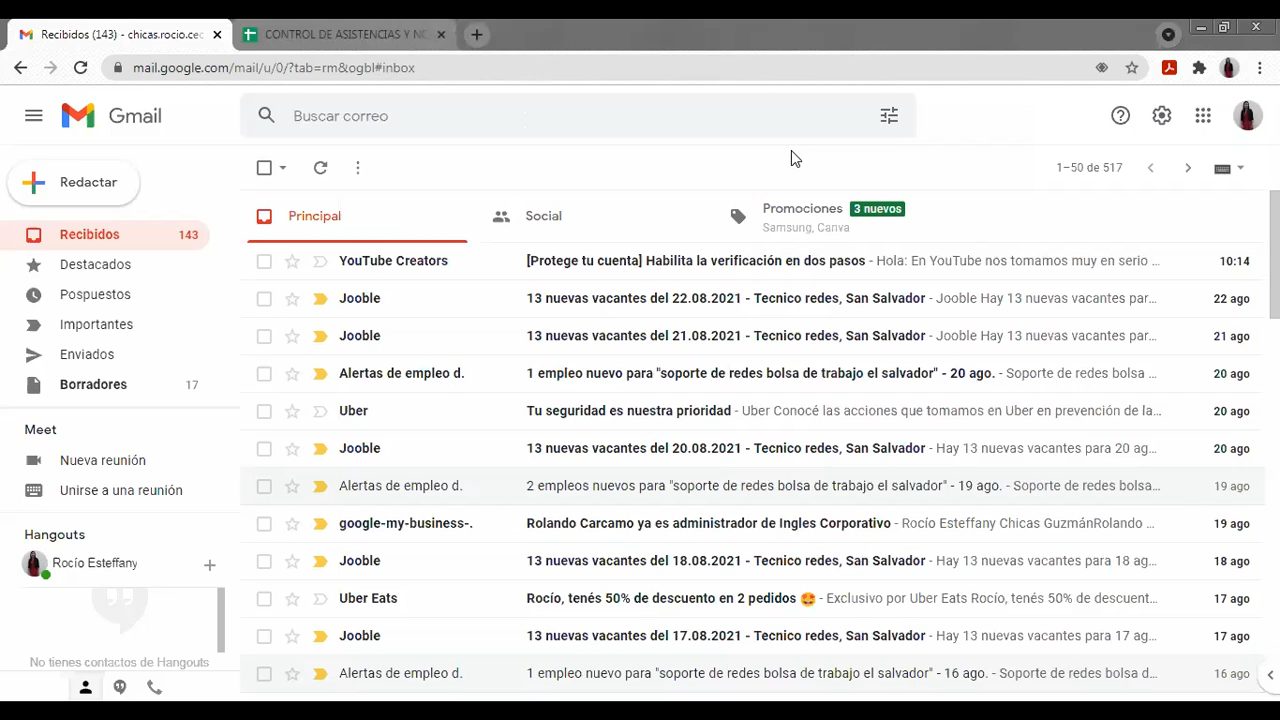 Recibidos (143) - chicas.rocio.cec
CONTROL DE ASISTENCIAS Y NO
mail.google.com/mail/u/0/?tab=rm&ogbl#inbox
Gmail
Buscar correo
Redactar
1–50 de 517
Principal
Social
Promociones 3 nuevos
Samsung, Canva
Recibidos 143
Destacados
Pospuestos
Importantes
Enviados
Borradores 17
Meet
Nueva reunión
Unirse a una reunión
Hangouts
Rocío Esteffany
No tienes contactos de Hangouts
YouTube Creators [Protege tu cuenta] Habilita la verificación en dos pasos - Hola: En YouTube nos tomamos muy en serio … 10:14
Jooble 13 nuevas vacantes del 22.08.2021 - Tecnico redes, San Salvador - Jooble Hay 13 nuevas vacantes par… 22 ago
Jooble 13 nuevas vacantes del 21.08.2021 - Tecnico redes, San Salvador - Jooble Hay 13 nuevas vacantes par… 21 ago
Alertas de empleo d. 1 empleo nuevo para "soporte de redes bolsa de trabajo el salvador" - 20 ago. - Soporte de redes bolsa … 20 ago
Uber Tu seguridad es nuestra prioridad - Uber Conocé las acciones que tomamos en Uber en prevención de la… 20 ago
Jooble 13 nuevas vacantes del 20.08.2021 - Tecnico redes, San Salvador - Hay 13 nuevas vacantes para 20 ag… 20 ago
Alertas de empleo d. 2 empleos nuevos para "soporte de redes bolsa de trabajo el salvador" - 19 ago. - Soporte de redes bolsa… 19 ago
google-my-business-. Rolando Carcamo ya es administrador de Ingles Corporativo - Rocío Esteffany Chicas GuzmánRolando … 19 ago
Jooble 13 nuevas vacantes del 18.08.2021 - Tecnico redes, San Salvador - Hay 13 nuevas vacantes para 18 ag… 18 ago
Uber Eats Rocío, tenés 50% de descuento en 2 pedidos 🤩 - Exclusivo por Uber Eats Rocío, tenés 50% de descuent… 17 ago
Jooble 13 nuevas vacantes del 17.08.2021 - Tecnico redes, San Salvador - Hay 13 nuevas vacantes para 17 ag… 17 ago
Alertas de empleo d. 1 empleo nuevo para "soporte de redes bolsa de trabajo el salvador" - 16 ago. - Soporte de redes bolsa d… 16 ago